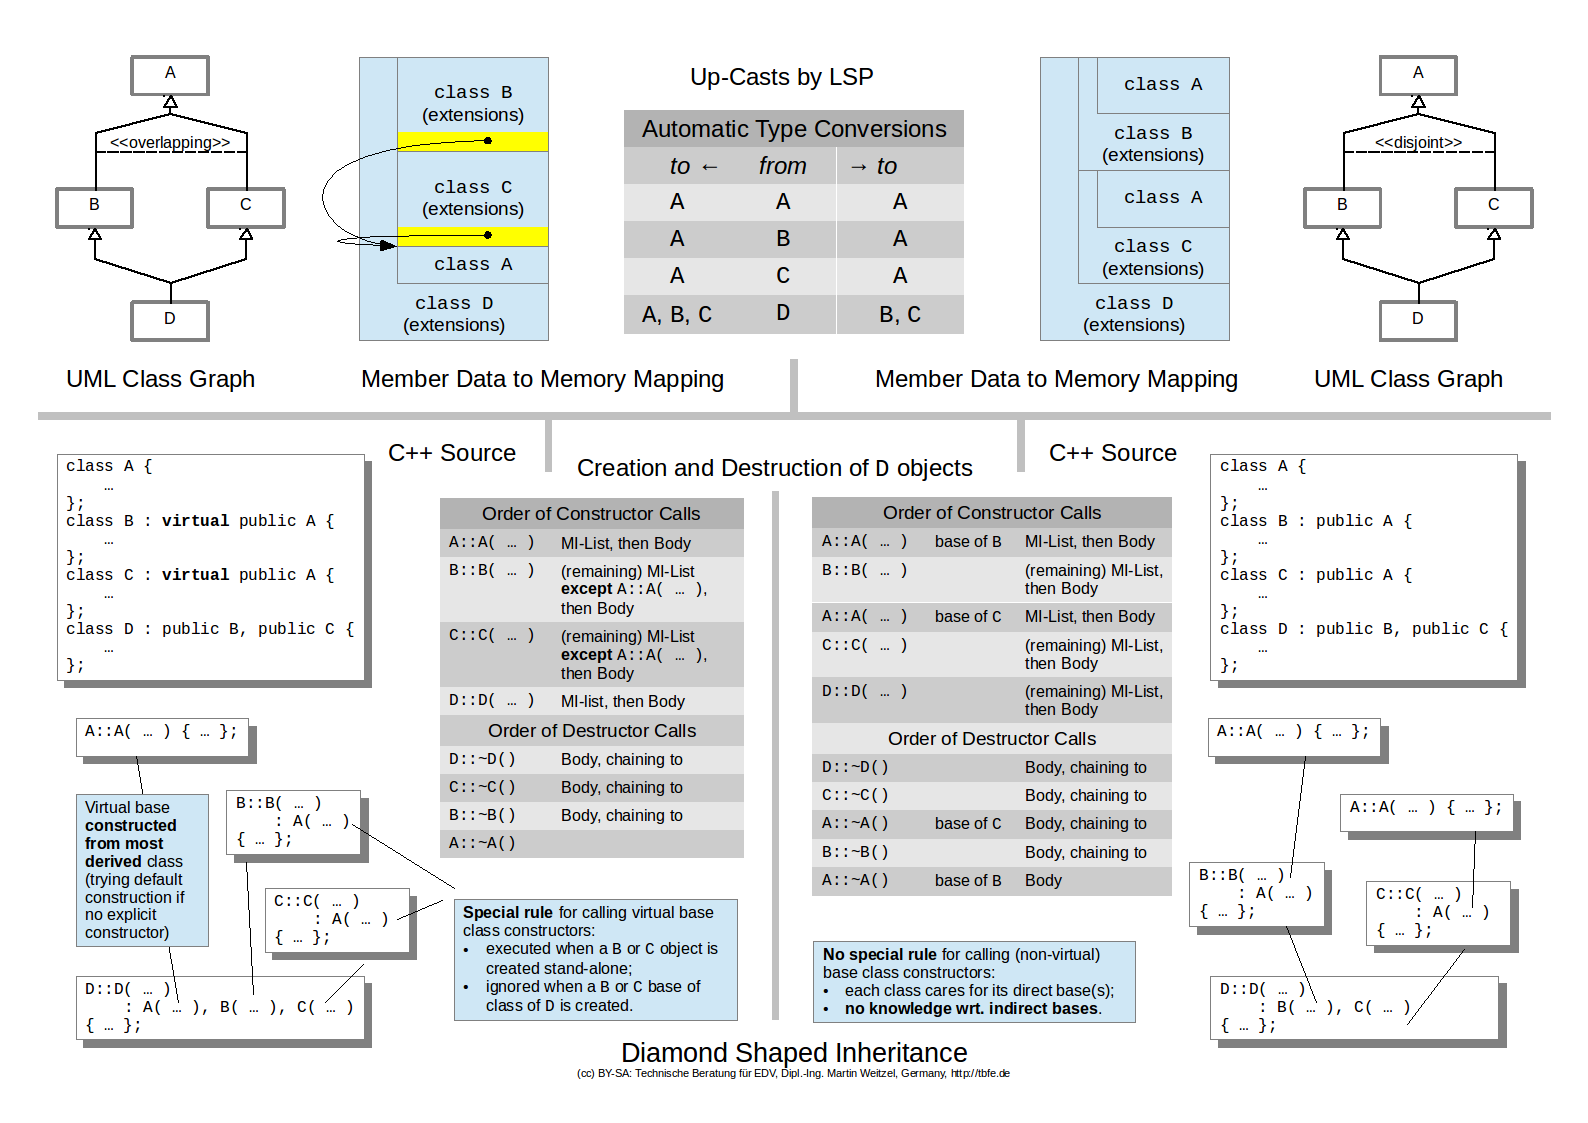 A
<<overlapping>>
B
C
D
UML Class Graph
class B
(extensions)
class C
(extensions)
class A
class D
(extensions)
Member Data to Memory Mapping
Up-Casts by LSP
Automatic Type Conversions
to ← from → to
A A A
A B A
A C A
A, B, C D B, C
class A
class B
(extensions)
class A
class C
(extensions)
class D
(extensions)
Member Data to Memory Mapping
A
<<disjoint>>
B
C
D
UML Class Graph
C++ Source
class A {
…
};
class B : virtual public A {
…
};
class C : virtual public A {
…
};
class D : public B, public C {
…
};
A::A( … ) { … };
Virtual base
constructed
from most
derived class
(trying default
construction if
no explicit
constructor)
B::B( … )
: A( … )
{ … };
C::C( … )
: A( … )
{ … };
D::D( … )
: A( … ), B( … ), C( … )
{ … };
Creation and Destruction of D objects
Order of Constructor Calls
A::A( … ) MI-List, then Body
B::B( … ) (remaining) MI-List
except A::A( … ),
then Body
C::C( … ) (remaining) MI-List
except A::A( … ),
then Body
D::D( … ) MI-list, then Body
Order of Destructor Calls
D::~D() Body, chaining to
C::~C() Body, chaining to
B::~B() Body, chaining to
A::~A()
Special rule for calling virtual base
class constructors:
• executed when a B or C object is
created stand-alone;
• ignored when a B or C base of
class of D is created.
Order of Constructor Calls
A::A( … ) base of B MI-List, then Body
B::B( … ) (remaining) MI-List,
then Body
A::A( … ) base of C MI-List, then Body
C::C( … ) (remaining) MI-List,
then Body
D::D( … ) (remaining) MI-List,
then Body
Order of Destructor Calls
D::~D() Body, chaining to
C::~C() Body, chaining to
A::~A() base of C Body, chaining to
B::~B() Body, chaining to
A::~A() base of B Body
No special rule for calling (non-virtual)
base class constructors:
• each class cares for its direct base(s);
• no knowledge wrt. indirect bases.
C++ Source
class A {
…
};
class B : public A {
…
};
class C : public A {
…
};
class D : public B, public C {
…
};
A::A( … ) { … };
A::A( … ) { … };
B::B( … )
: A( … )
{ … };
C::C( … )
: A( … )
{ … };
D::D( … )
: B( … ), C( … )
{ … };
Diamond Shaped Inheritance
(cc) BY-SA: Technische Beratung für EDV, Dipl.-Ing. Martin Weitzel, Germany, http://tbfe.de